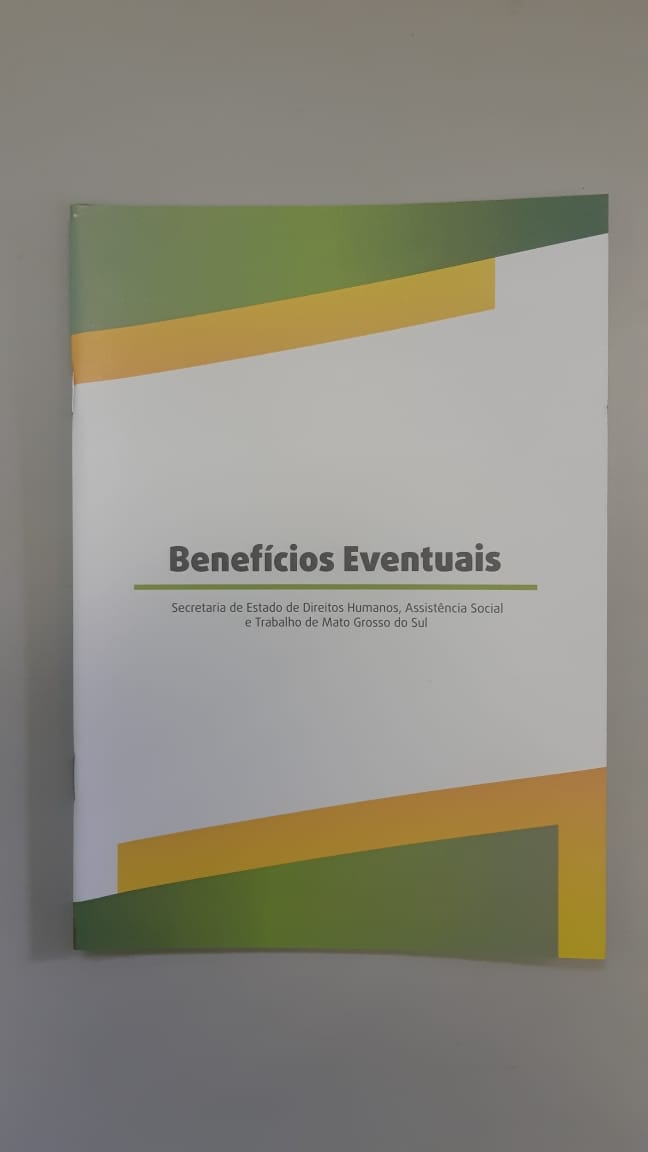 Benefícios Eventuais
Secretaria de Estado de Direitos Humanos, Assistência Social
e Trabalho de Mato Grosso do Sul